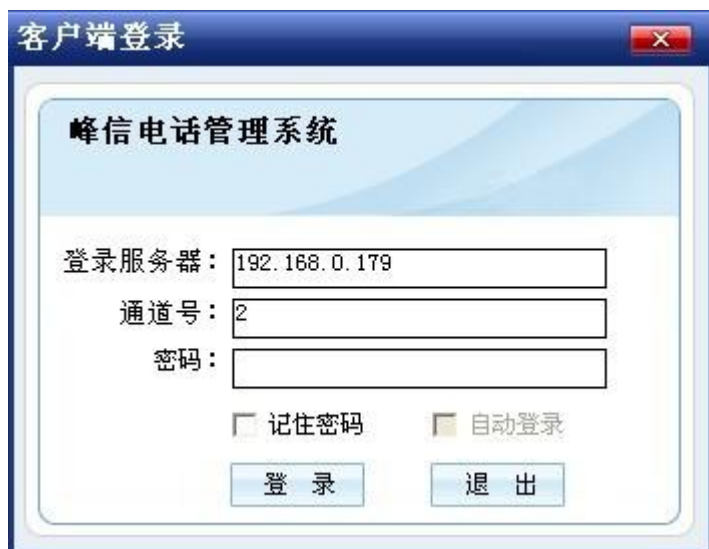 客户端登录
峰信电话管理系统
登录服务器：192.168.0.179
通道号：2
密码：
记住密码 自动登录
登 录 退 出